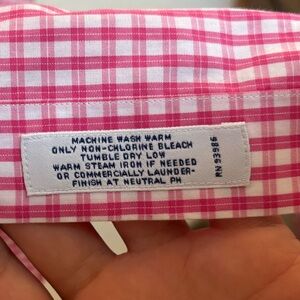 MACHINE WASH WARM
ONLY NON-CHLORINE BLEACH
TUMBLE DRY LOW
WARM STEAM IRON IF NEEDED
OR COMMERCIALLY LAUNDER-
FINISH AT NEUTRAL PH
RN 93986